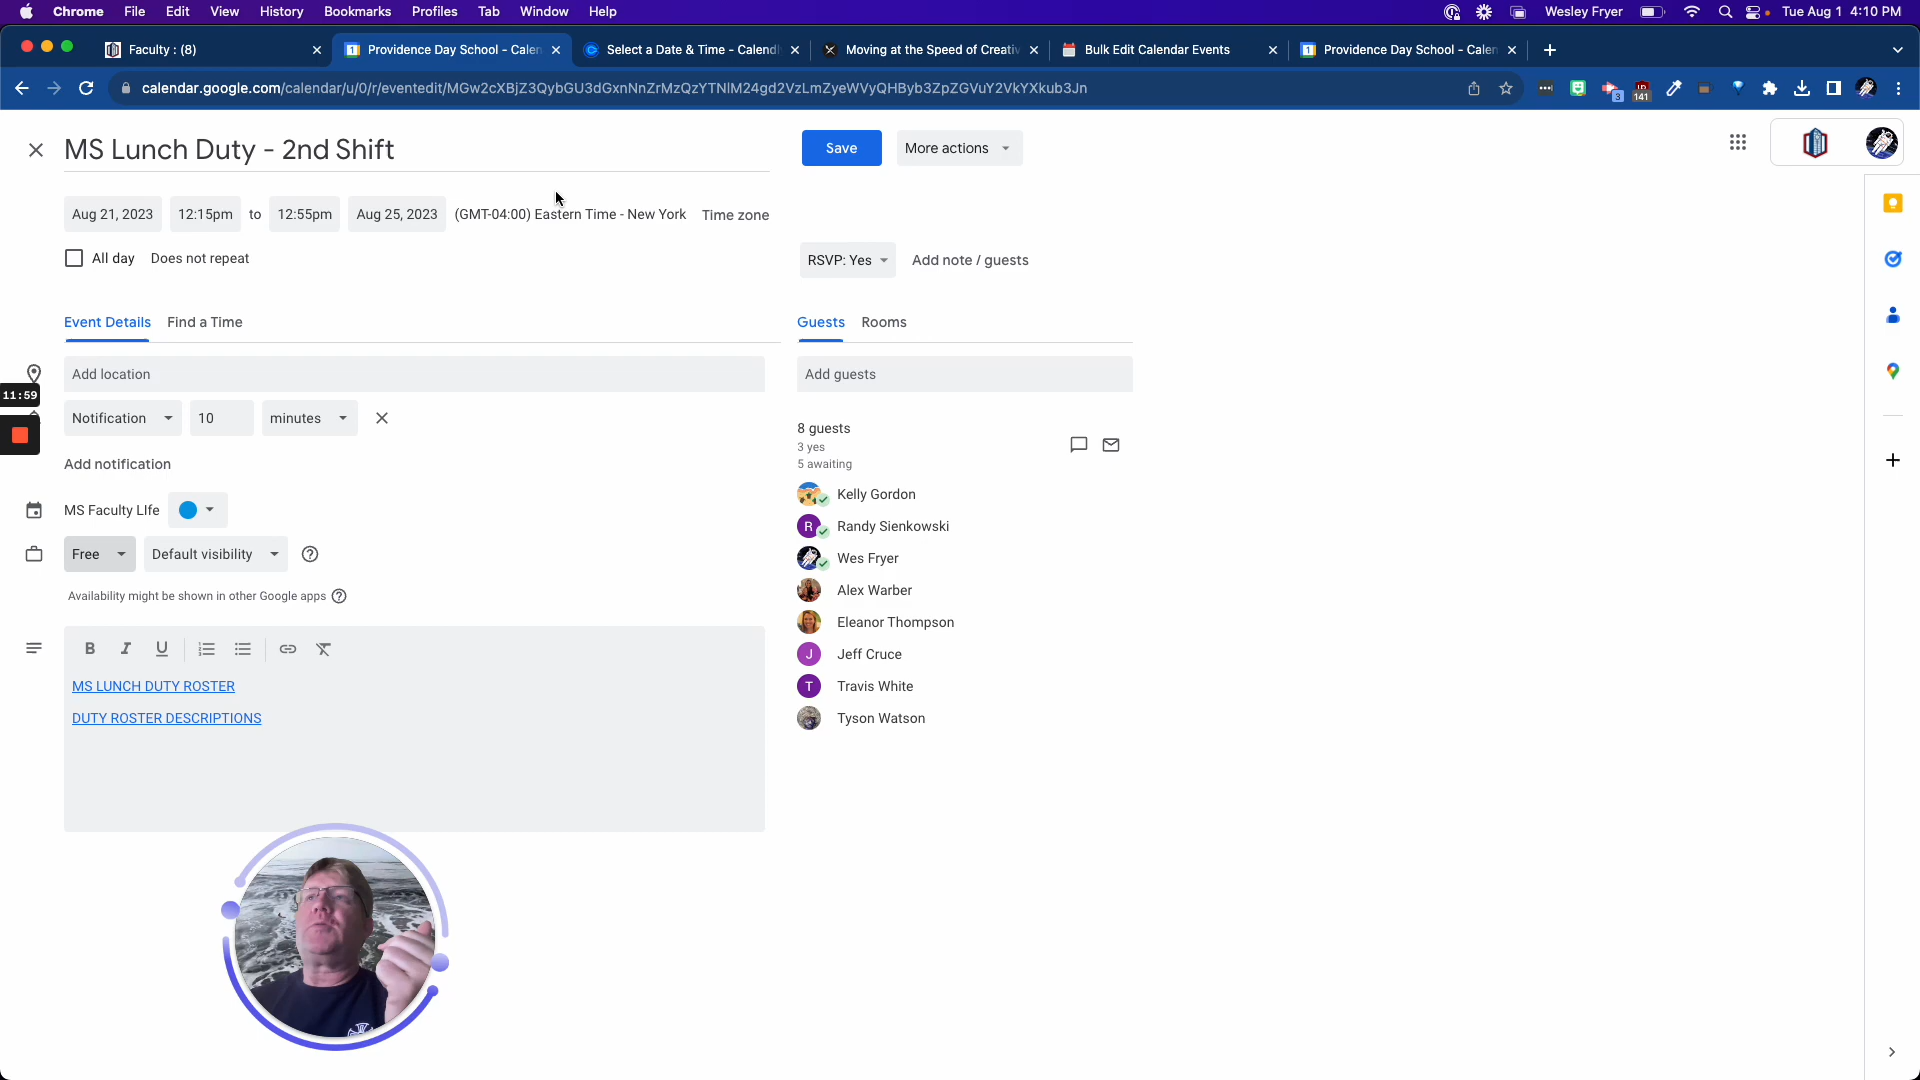 Chrome File Edit View History Bookmarks Profiles Tab Window Help Wesley Fryer Tue Aug 1 4:10 PM
Faculty : (8) Providence Day School - Calen Select a Date & Time - Calendl Moving at the Speed of Creativ Bulk Edit Calendar Events Providence Day School - Calen
calendar.google.com/calendar/u/0/r/eventedit/MGw2cXBjZ3QybGU3dGxnNnZrMzQzYTNlM24gd2VzLmZyeWVyQHByb3ZpZGVuY2VkYXkub3Jn 3 141
MS Lunch Duty - 2nd Shift Save More actions
Aug 21, 2023 12:15pm to 12:55pm Aug 25, 2023 (GMT-04:00) Eastern Time - New York Time zone
All day Does not repeat RSVP: Yes Add note / guests
Event Details Find a Time Guests Rooms
Add location Add guests
11:59
Notification 10 minutes
8 guests
3 yes
5 awaiting
Add notification
Kelly Gordon
MS Faculty LIfe
R Randy Sienkowski
Free Default visibility Wes Fryer
Availability might be shown in other Google apps Alex Warber
Eleanor Thompson
B I U J Jeff Cruce
MS LUNCH DUTY ROSTER T Travis White
DUTY ROSTER DESCRIPTIONS Tyson Watson